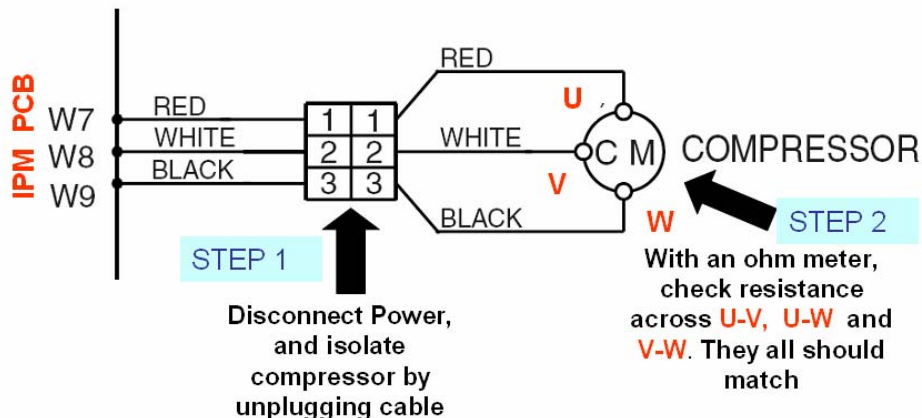 IPM PCB
W7
W8
W9
RED
WHITE
BLACK
1 1
2 2
3 3
RED
WHITE
BLACK
U
V
W
C M
COMPRESSOR
STEP 1
Disconnect Power,
and isolate
compressor by
unplugging cable
STEP 2
With an ohm meter,
check resistance
across U-V, U-W and
V-W. They all should
match